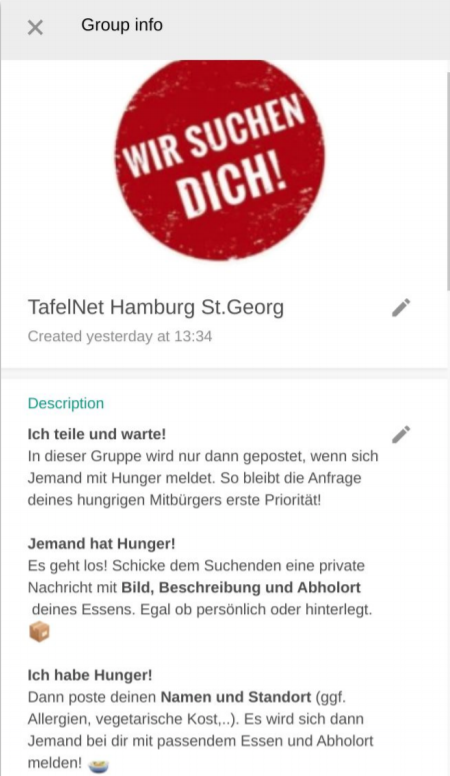 Group info
WIR SUCHEN
DICH!
TafelNet Hamburg St.Georg
Created yesterday at 13:34
Description
Ich teile und warte!
In dieser Gruppe wird nur dann gepostet, wenn sich
Jemand mit Hunger meldet. So bleibt die Anfrage
deines hungrigen Mitbürgers erste Priorität!
Jemand hat Hunger!
Es geht los! Schicke dem Suchenden eine private
Nachricht mit Bild, Beschreibung und Abholort
deines Essens. Egal ob persönlich oder hinterlegt.
📦
Ich habe Hunger!
Dann poste deinen Namen und Standort (ggf.
Allergien, vegetarische Kost,..). Es wird sich dann
Jemand bei dir mit passendem Essen und Abholort
melden! 🍲